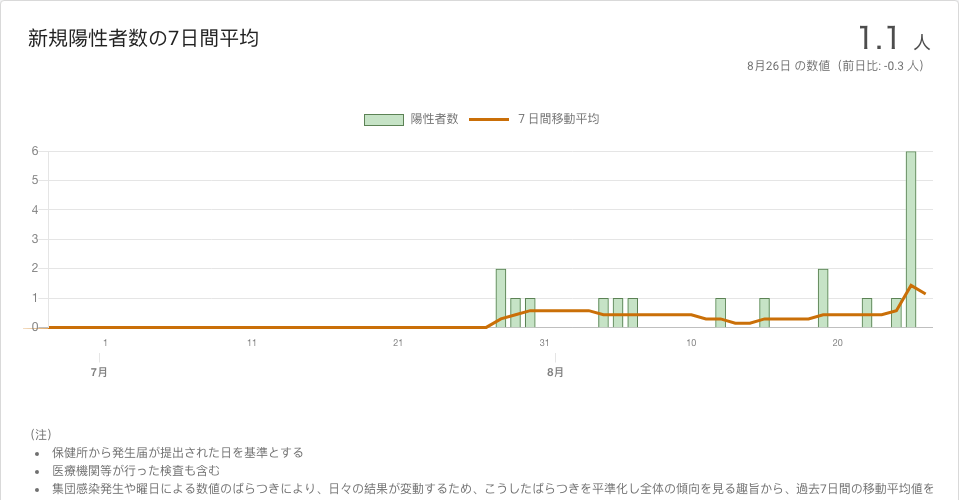 新規陽性者数の7日間平均
1.1 人
8月26日 の数値（前日比: -0.3 人）
陽性者数
7 日間移動平均
6
5
4
3
2
1
0
1 11 21 31 10 20
7月 8月
（注）
• 保健所から発生届が提出された日を基準とする
• 医療機関等が行った検査も含む
• 集団感染発生や曜日による数値のばらつきにより、日々の結果が変動するため、こうしたばらつきを平準化し全体の傾向を見る趣旨から、過去7日間の移動平均値を